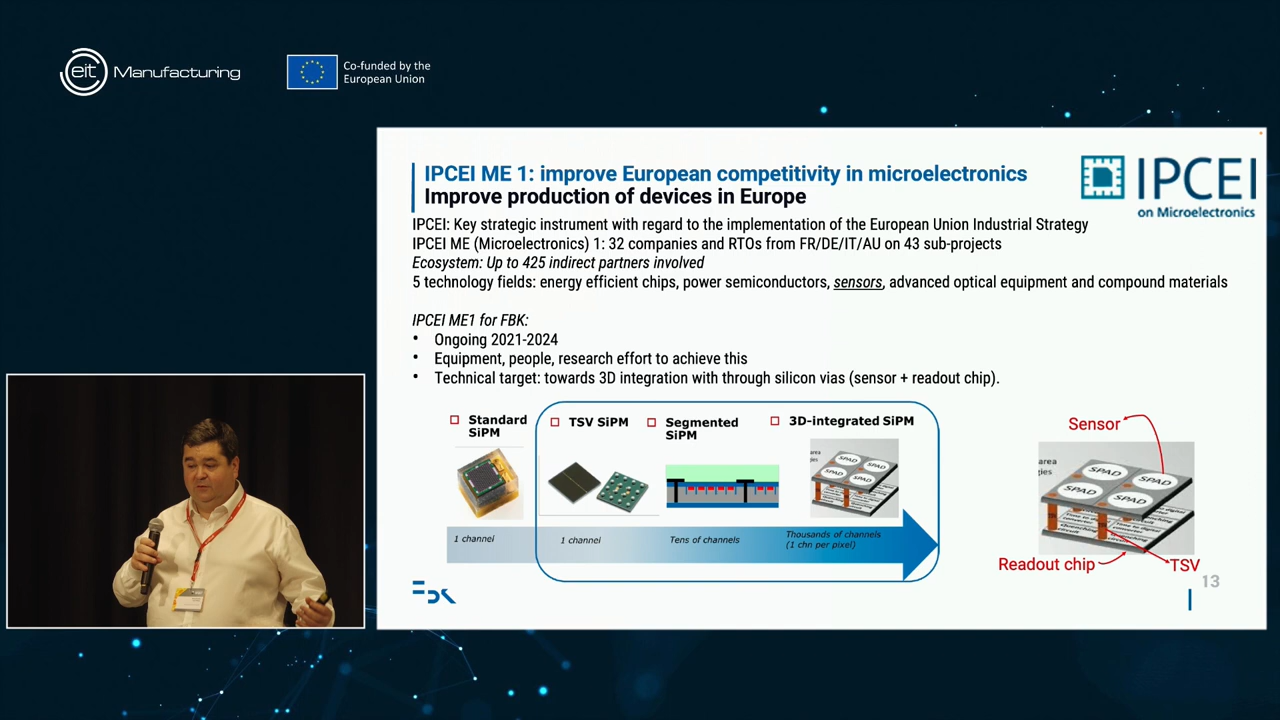 eit Manufacturing
Co-funded by the
European Union
IPCEI ME 1: improve European competitivity in microelectronics
Improve production of devices in Europe
IPCEI
on Microelectronics
IPCEI: Key strategic instrument with regard to the implementation of the European Union Industrial Strategy
IPCEI ME (Microelectronics) 1: 32 companies and RTOs from FR/DE/IT/AU on 43 sub-projects
Ecosystem: Up to 425 indirect partners involved
5 technology fields: energy efficient chips, power semiconductors, sensors, advanced optical equipment and compound materials
IPCEI ME1 for FBK:
• Ongoing 2021-2024
• Equipment, people, research effort to achieve this
• Technical target: towards 3D integration with through silicon vias (sensor + readout chip).
Standard
SiPM
TSV SiPM
Segmented
SiPM
3D-integrated SiPM
SPAD
SPAD
SPAD
SPAD
1 channel
1 channel
Tens of channels
Thousands of channels
(1 chn per pixel)
Sensor
area
SPAD
SPAD
SPAD
SPAD
Readout chip
TSV
FBK
13